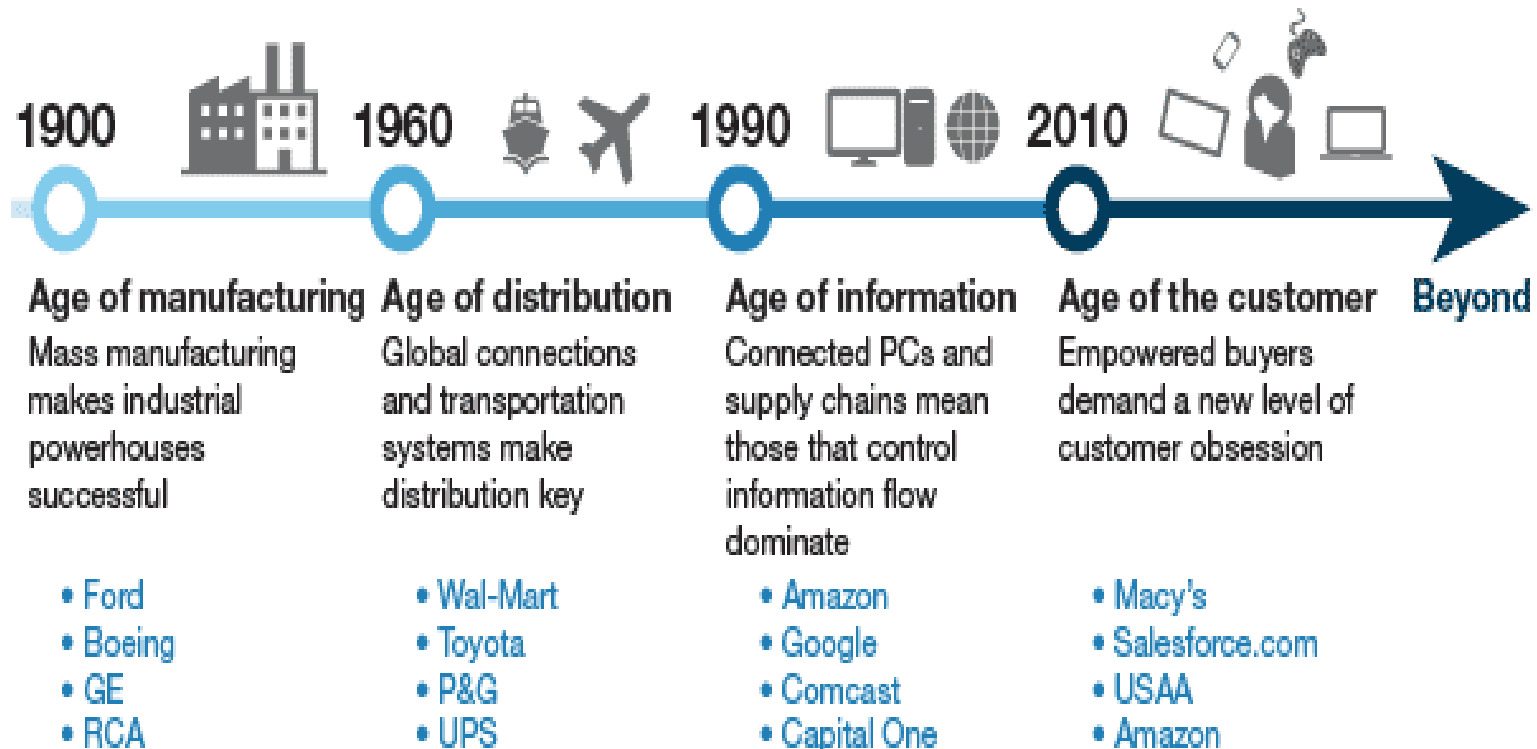 1900
1960
1990
2010
Age of manufacturing
Mass manufacturing
makes industrial
powerhouses
successful
• Ford
• Boeing
• GE
• RCA
Age of distribution
Global connections
and transportation
systems make
distribution key
• Wal-Mart
• Toyota
• P&G
• UPS
Age of information
Connected PCs and
supply chains mean
those that control
information flow
dominate
• Amazon
• Google
• Comcast
• Capital One
Age of the customer
Empowered buyers
demand a new level of
customer obsession
• Macy's
• Salesforce.com
• USAA
• Amazon
Beyond